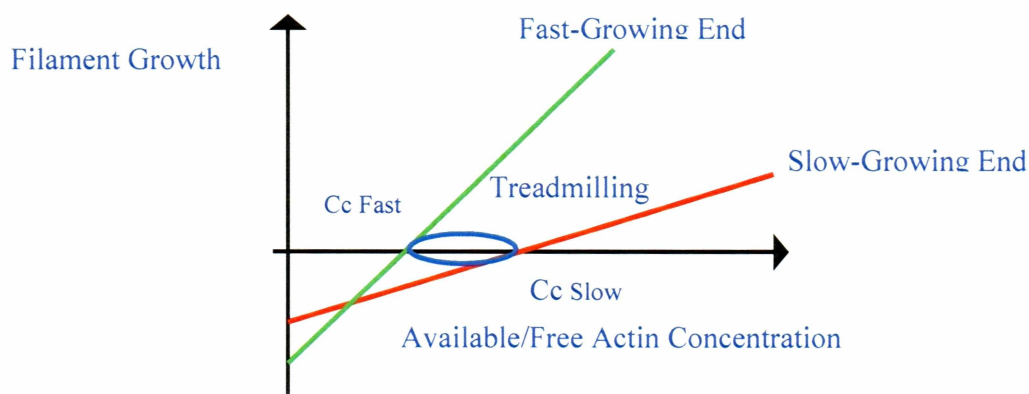 Fast-Growing End
Filament Growth
Slow-Growing End
Treadmilling
Cc Fast
Cc Slow
Available/Free Actin Concentration